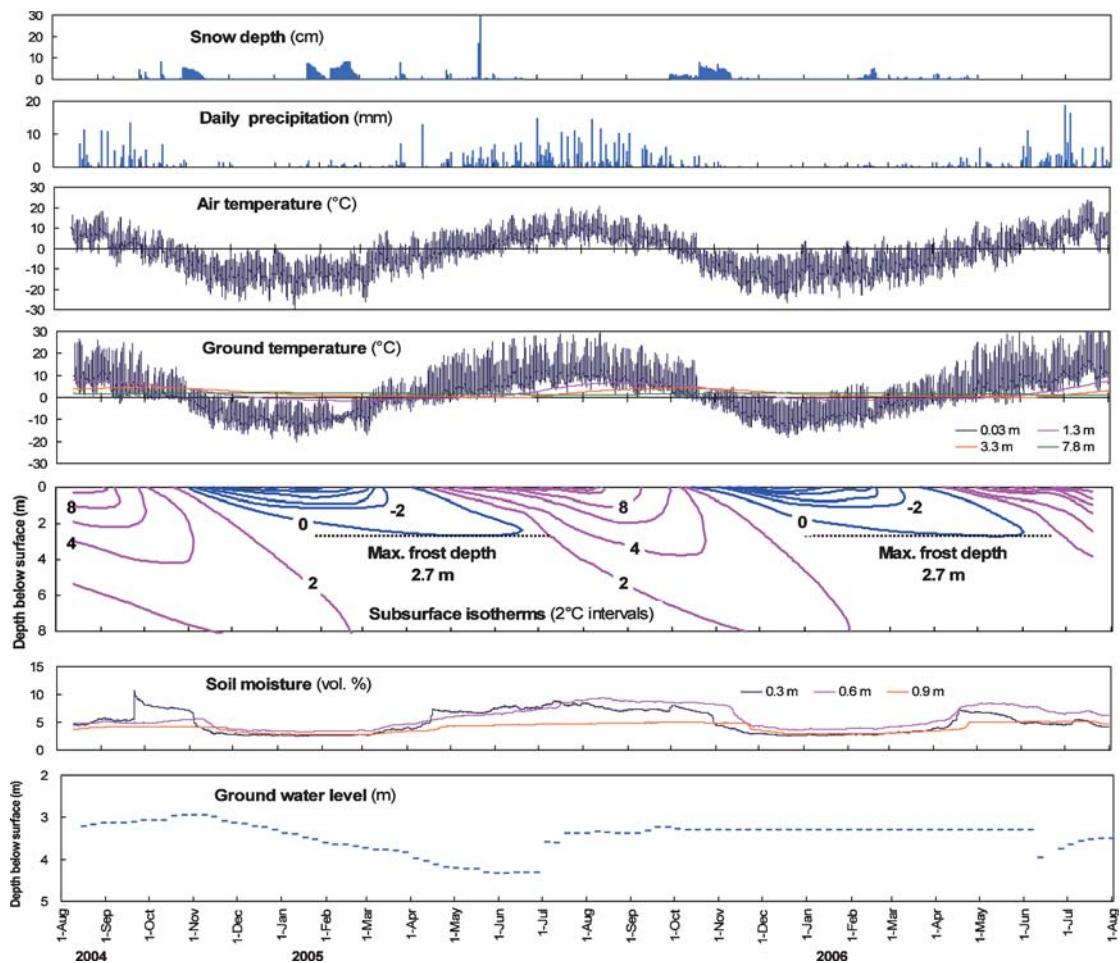 30
Snow depth (cm)
20
10
0
20
Daily precipitation (mm)
10
0
30
Air temperature (°C)
20
10
0
-10
-20
-30
30
Ground temperature (°C)
20
10
0
-10
-20
-30
0.03 m 1.3 m
3.3 m 7.8 m
Depth below surface (m)
0
2
4
6
8
8
4
0
-2
2
Max. frost depth
2.7 m
8
4
2
0
-2
Max. frost depth
2.7 m
Subsurface isotherms (2°C intervals)
15
Soil moisture (vol. %)
0.3 m 0.6 m 0.9 m
10
5
0
Depth below surface (m)
2
Ground water level (m)
3
4
5
1-Aug 1-Sep 1-Oct 1-Nov 1-Dec 1-Jan 1-Feb 1-Mar 1-Apr 1-May 1-Jun 1-Jul 1-Aug 1-Sep 1-Oct 1-Nov 1-Dec 1-Jan 1-Feb 1-Mar 1-Apr 1-May 1-Jun 1-Jul 1-Aug
2004 2005 2006